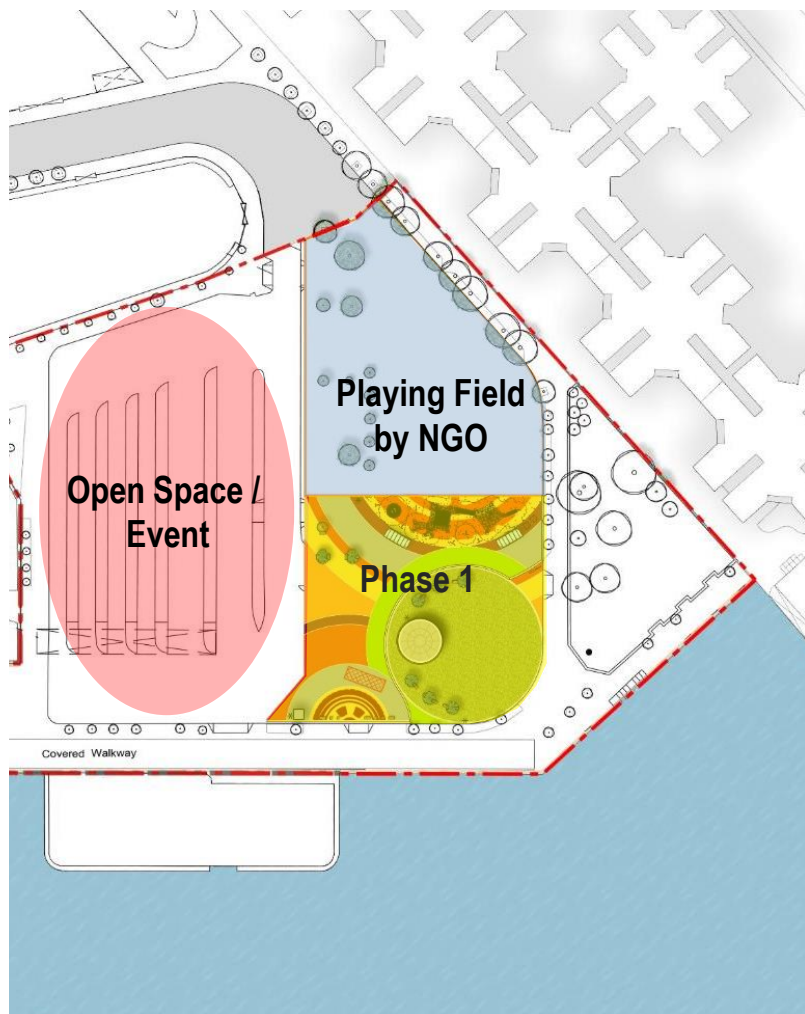 Playing Field
by NGO
Open Space /
Event
Phase 1
Covered Walkway